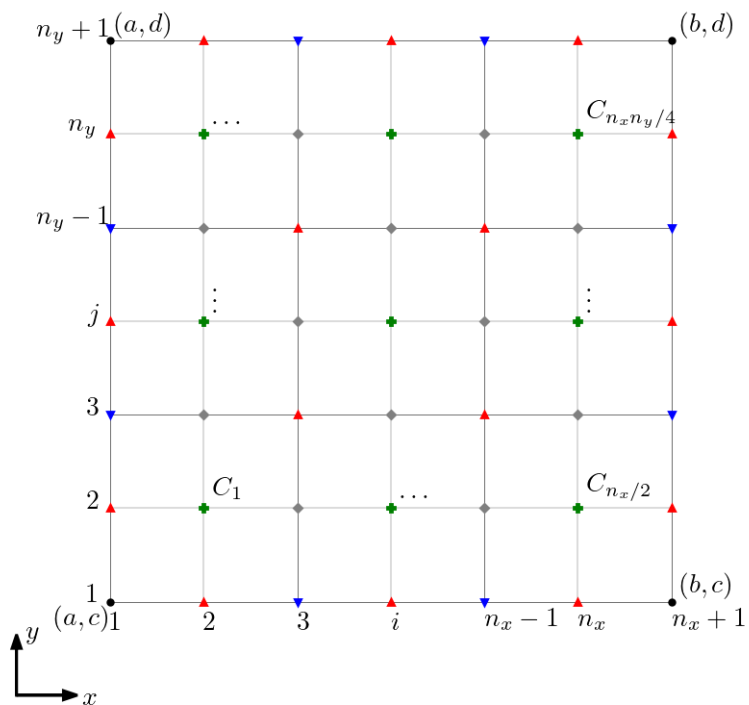 n_y + 1 (a, d) (b, d)
⋯ C_{n_x n_y/4}
n_y
n_y − 1
⋮ ⋮
j
3
C_1 ⋯ C_{n_x/2}
2
1 (b, c)
(a, c) 1 2 3 i n_x − 1 n_x n_x + 1
y
x